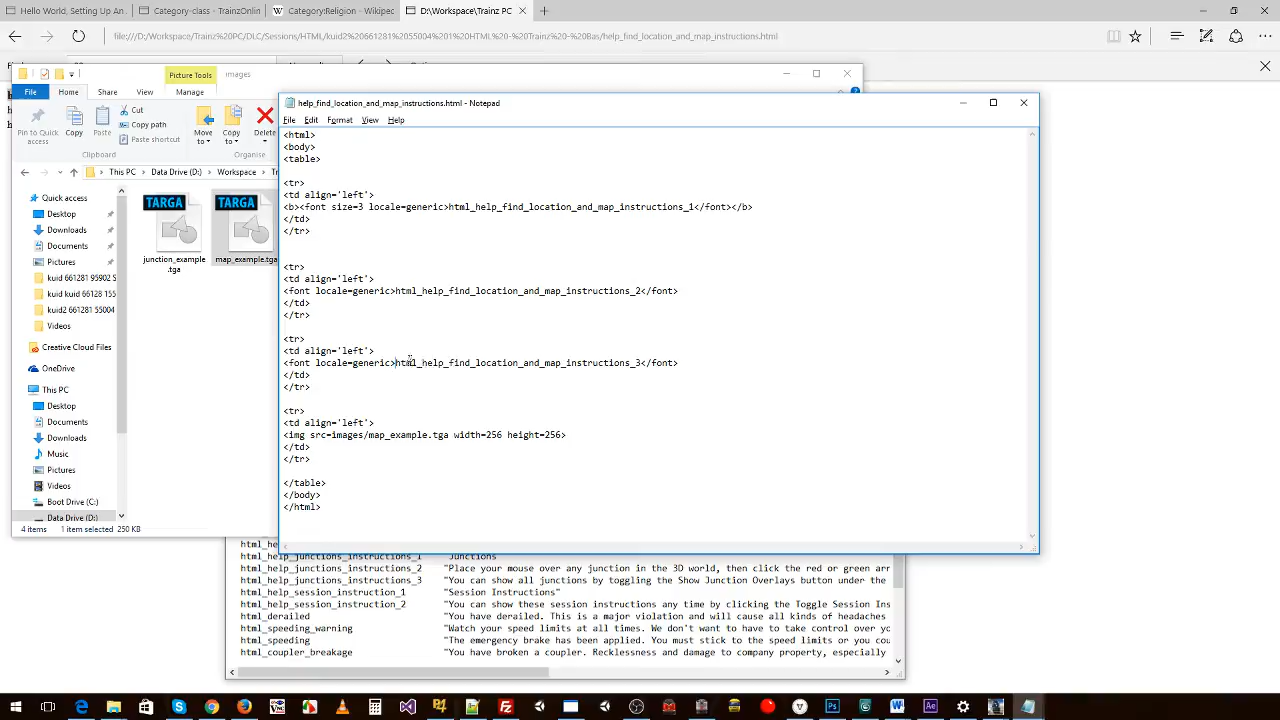 Hello World, Setting Up An
Category-class - TrainzOnlin
Category:Religion - Wikipec
D:\Workspace\Trainz PC
file:///D:/Workspace/Trainz%20PC/DLC/Sessions/HTML/kuid2%20661281%2055004%201%20HTML%20-%20Trainz%20-%20Bas/help_find_location_and_map_instructions.html
Picture Tools
images
File
Home
Share
View
Manage
Pin to Quick access
Copy
Paste
Cut
Copy path
Paste shortcut
Move to
Copy to
Delete
Clipboard
Organise
This PC
Data Drive (D:)
Workspace
Quick access
Desktop
Downloads
Documents
Pictures
kuid 661281 95902 5
kuid kuid 66128 155
kuid2 661281 55004
Videos
Creative Cloud Files
OneDrive
This PC
Desktop
Documents
Downloads
Music
Pictures
Videos
Boot Drive (C:)
Data Drive (D:)
TARGA
junction_example.tga
TARGA
map_example.tga
4 items
1 item selected 250 KB
help_find_location_and_map_instructions.html - Notepad
File Edit Format View Help
<html>
<body>
<table>
<tr>
<td align='left'>
<b><font size=3 locale=generic>html_help_find_location_and_map_instructions_1</font></b>
</td>
</tr>
<tr>
<td align='left'>
<font locale=generic>html_help_find_location_and_map_instructions_2</font>
</td>
</tr>
<tr>
<td align='left'>
<font locale=generic>html_help_find_location_and_map_instructions_3</font>
</td>
</tr>
<tr>
<td align='left'>
<img src=images/map_example.tga width=256 height=256>
</td>
</tr>
</table>
</body>
</html>
html_help_junctions_instructions_1 "Junctions
html_help_junctions_instructions_2 "Place your mouse over any junction in the 3D world, then click the red or green arr
html_help_junctions_instructions_3 "You can show all junctions by toggling the Show Junction Overlays button under the
html_help_session_instruction_1 "Session Instructions"
html_help_session_instruction_2 "You can show these session instructions any time by clicking the Toggle Session Ins
html_derailed "You have derailed. This is a major violation and will cause all kinds of headaches
html_speeding_warning "Watch your speed limits at all times. We don't want to have to take control over yo
html_speeding "The emergency brake has been applied. You must stick to the speed limits or you cou
html_coupler_breakage "You have broken a coupler. Recklessness and damage to company property, especially